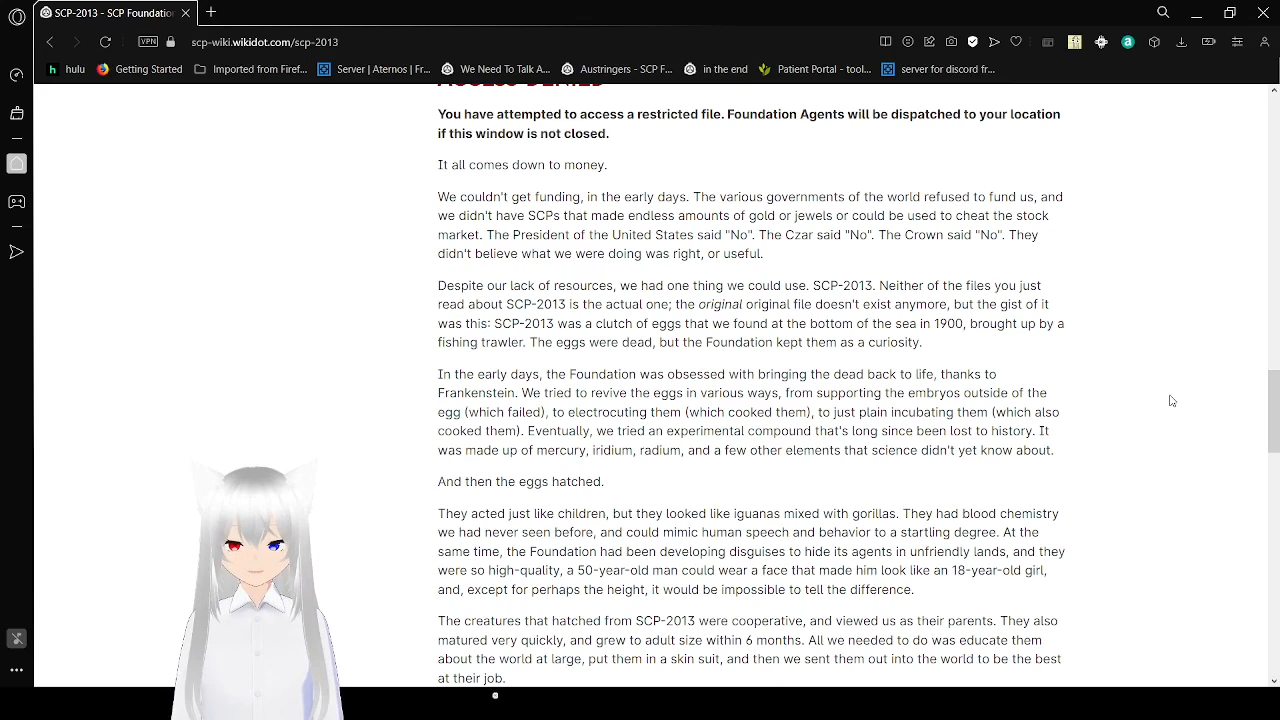 SCP-2013 - SCP Foundation
VPN
scp-wiki.wikidot.com/scp-2013
hulu
Getting Started
Imported from Firef...
Server | Aternos | Fr...
We Need To Talk A...
Austringers - SCP F...
in the end
Patient Portal - tool...
server for discord fr...
ACCESS DENIED
You have attempted to access a restricted file. Foundation Agents will be dispatched to your location
if this window is not closed.
It all comes down to money.
We couldn't get funding, in the early days. The various governments of the world refused to fund us, and
we didn't have SCPs that made endless amounts of gold or jewels or could be used to cheat the stock
market. The President of the United States said "No". The Czar said "No". The Crown said "No". They
didn't believe what we were doing was right, or useful.
Despite our lack of resources, we had one thing we could use. SCP-2013. Neither of the files you just
read about SCP-2013 is the actual one; the original original file doesn't exist anymore, but the gist of it
was this: SCP-2013 was a clutch of eggs that we found at the bottom of the sea in 1900, brought up by a
fishing trawler. The eggs were dead, but the Foundation kept them as a curiosity.
In the early days, the Foundation was obsessed with bringing the dead back to life, thanks to
Frankenstein. We tried to revive the eggs in various ways, from supporting the embryos outside of the
egg (which failed), to electrocuting them (which cooked them), to just plain incubating them (which also
cooked them). Eventually, we tried an experimental compound that's long since been lost to history. It
was made up of mercury, iridium, radium, and a few other elements that science didn't yet know about.
And then the eggs hatched.
They acted just like children, but they looked like iguanas mixed with gorillas. They had blood chemistry
we had never seen before, and could mimic human speech and behavior to a startling degree. At the
same time, the Foundation had been developing disguises to hide its agents in unfriendly lands, and they
were so high-quality, a 50-year-old man could wear a face that made him look like an 18-year-old girl,
and, except for perhaps the height, it would be impossible to tell the difference.
The creatures that hatched from SCP-2013 were cooperative, and viewed us as their parents. They also
matured very quickly, and grew to adult size within 6 months. All we needed to do was educate them
about the world at large, put them in a skin suit, and then we sent them out into the world to be the best
at their job.